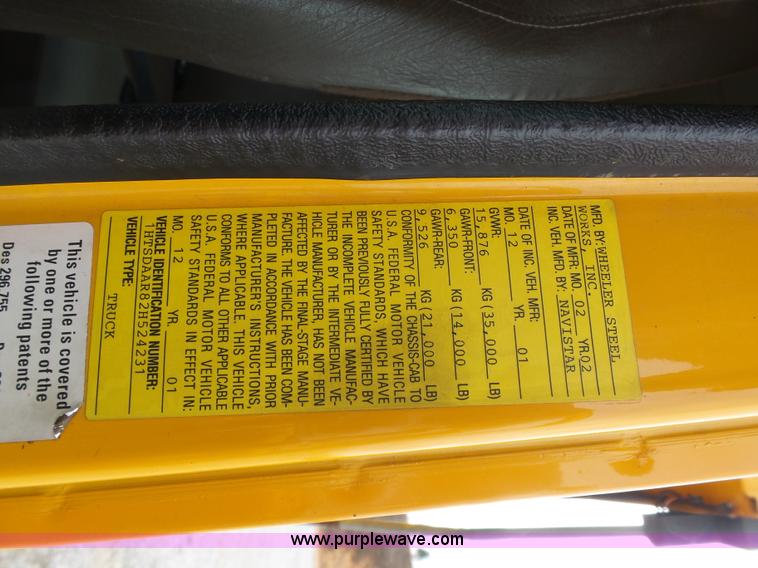 MFD. BY: WHEELER STEEL
WORKS, INC.
DATE OF MFR: MO. 02 YR. 02
INC. VEH. MFD. BY: NAVISTAR
DATE OF INC. VEH. MFR:
MO. 12 YR. 01
GVWR:
15,876 KG (35,000 LB)
GAWR-FRONT:
6,350 KG (14,000 LB)
GAWR-REAR:
9,526 KG (21,000 LB)
CONFORMITY OF THE CHASSIS-CAB TO
U.S.A. FEDERAL MOTOR VEHICLE
SAFETY STANDARDS, WHICH HAVE
BEEN PREVIOUSLY FULLY CERTIFIED BY
THE INCOMPLETE VEHICLE MANUFAC-
TURER OR BY THE INTERMEDIATE VE-
HICLE MANUFACTURER, HAS NOT BEEN
AFFECTED BY THE FINAL-STAGE MANU-
FACTURE. THE VEHICLE HAS BEEN COM-
PLETED IN ACCORDANCE WITH PRIOR
MANUFACTURER'S INSTRUCTIONS,
WHERE APPLICABLE. THIS VEHICLE
CONFORMS TO ALL OTHER APPLICABLE
U.S.A. FEDERAL MOTOR VEHICLE
SAFETY STANDARDS IN EFFECT IN:
MO. 12 YR. 01
VEHICLE IDENTIFICATION NUMBER:
1HTSDAAR82H524231
VEHICLE TYPE: TRUCK
This vehicle is covered
by one or more of the
following patents
Des 296,755
www.purplewave.com